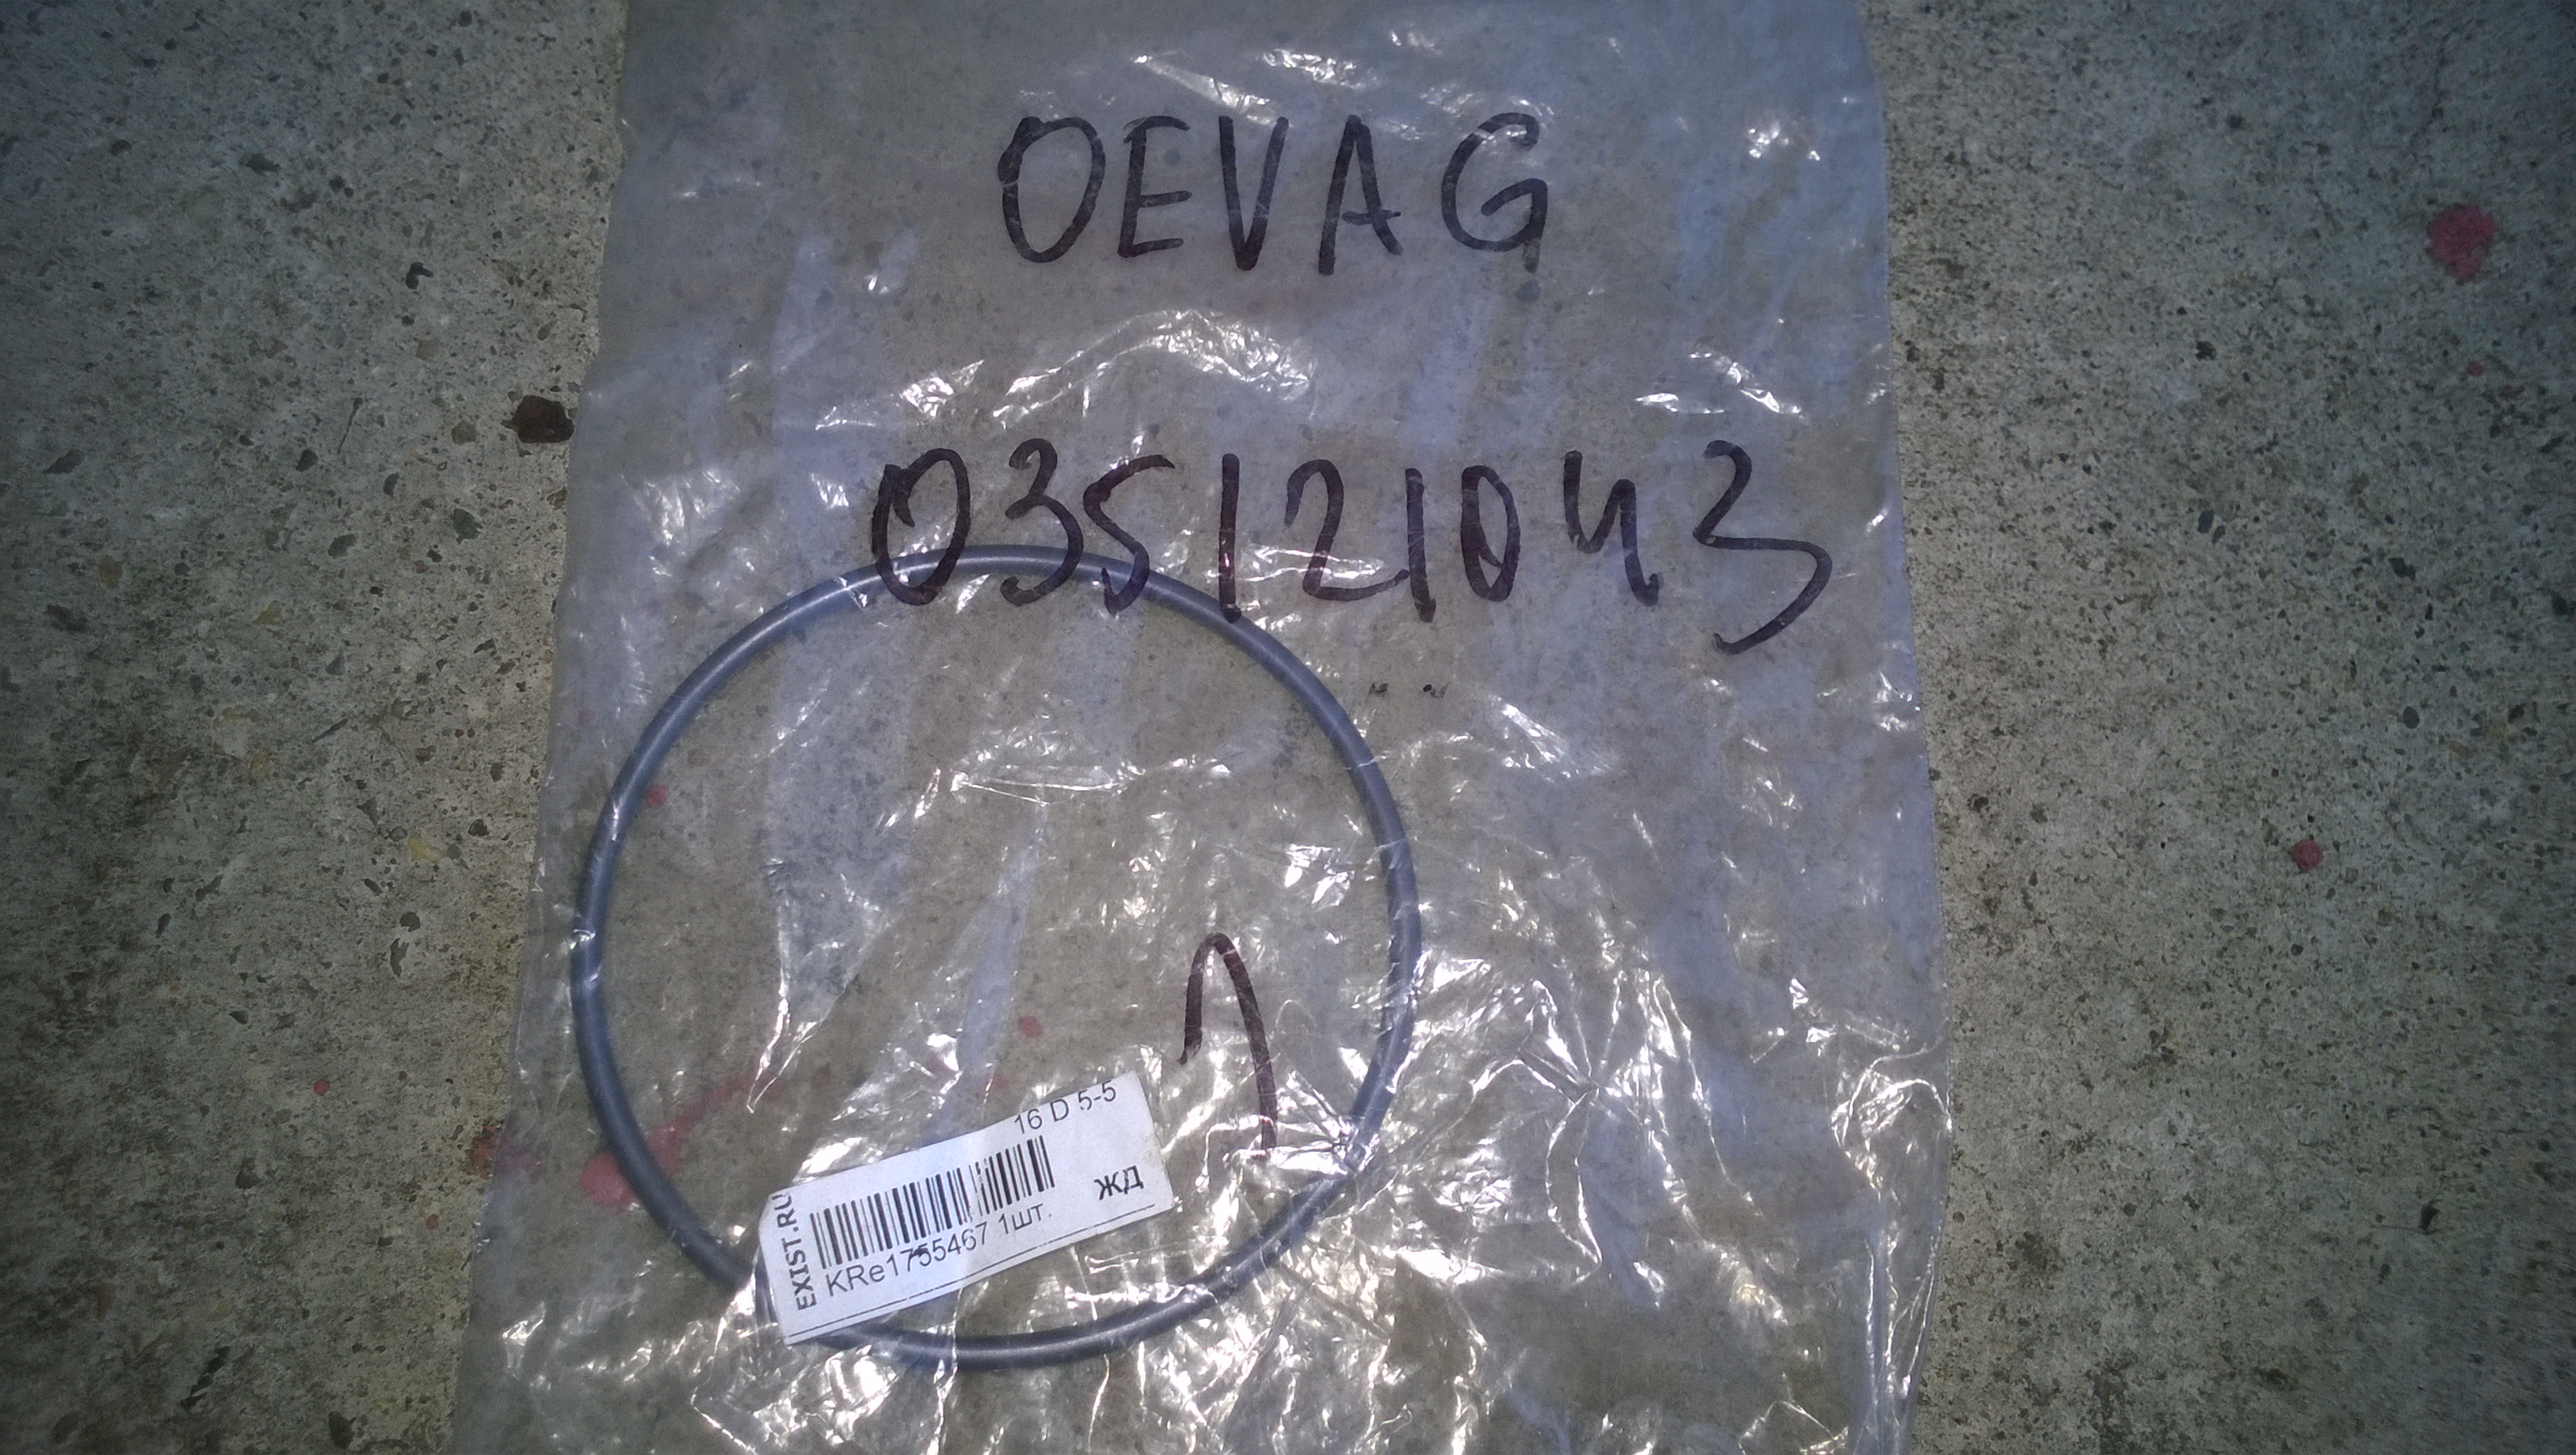 OEVAG
035121043
1
16 D 5-5
EXIST.RU
ЖД
KRe1755467 1шт.